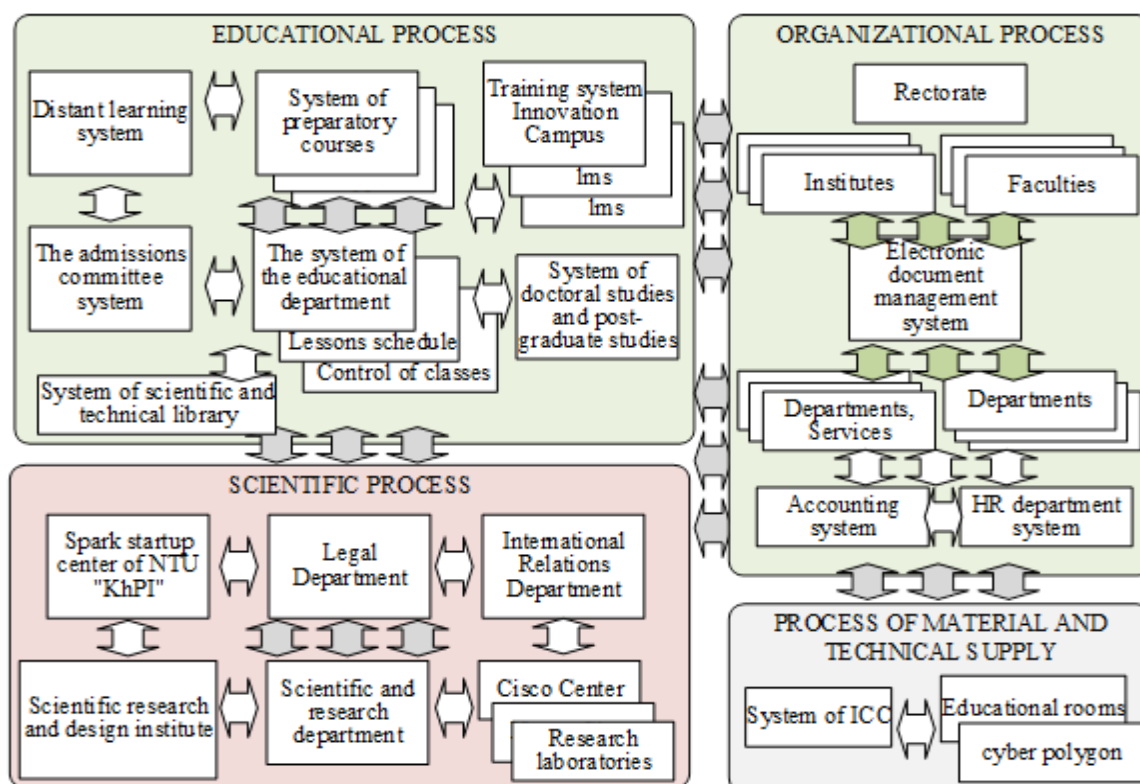 EDUCATIONAL PROCESS
Distant learning
system
System of
preparatory
courses
Training system
Innovation
Campus
lms
lms
The admissions
committee
system
The system of
the educational
department
Lessons schedule
Control of classes
System of
doctoral studies
and post-
graduate studies
System of scientific and
technical library
ORGANIZATIONAL PROCESS
Rectorate
Institutes
Faculties
Electronic
document
management
system
Departments,
Services
Departments
Accounting
system
HR department
system
SCIENTIFIC PROCESS
Spark startup
center of NTU
"KhPI"
Legal
Department
International
Relations
Department
Scientific research
and design institute
Scientific and
research
department
Cisco Center
Research
laboratories
PROCESS OF MATERIAL AND
TECHNICAL SUPPLY
System of ICC
Educational rooms
cyber polygon